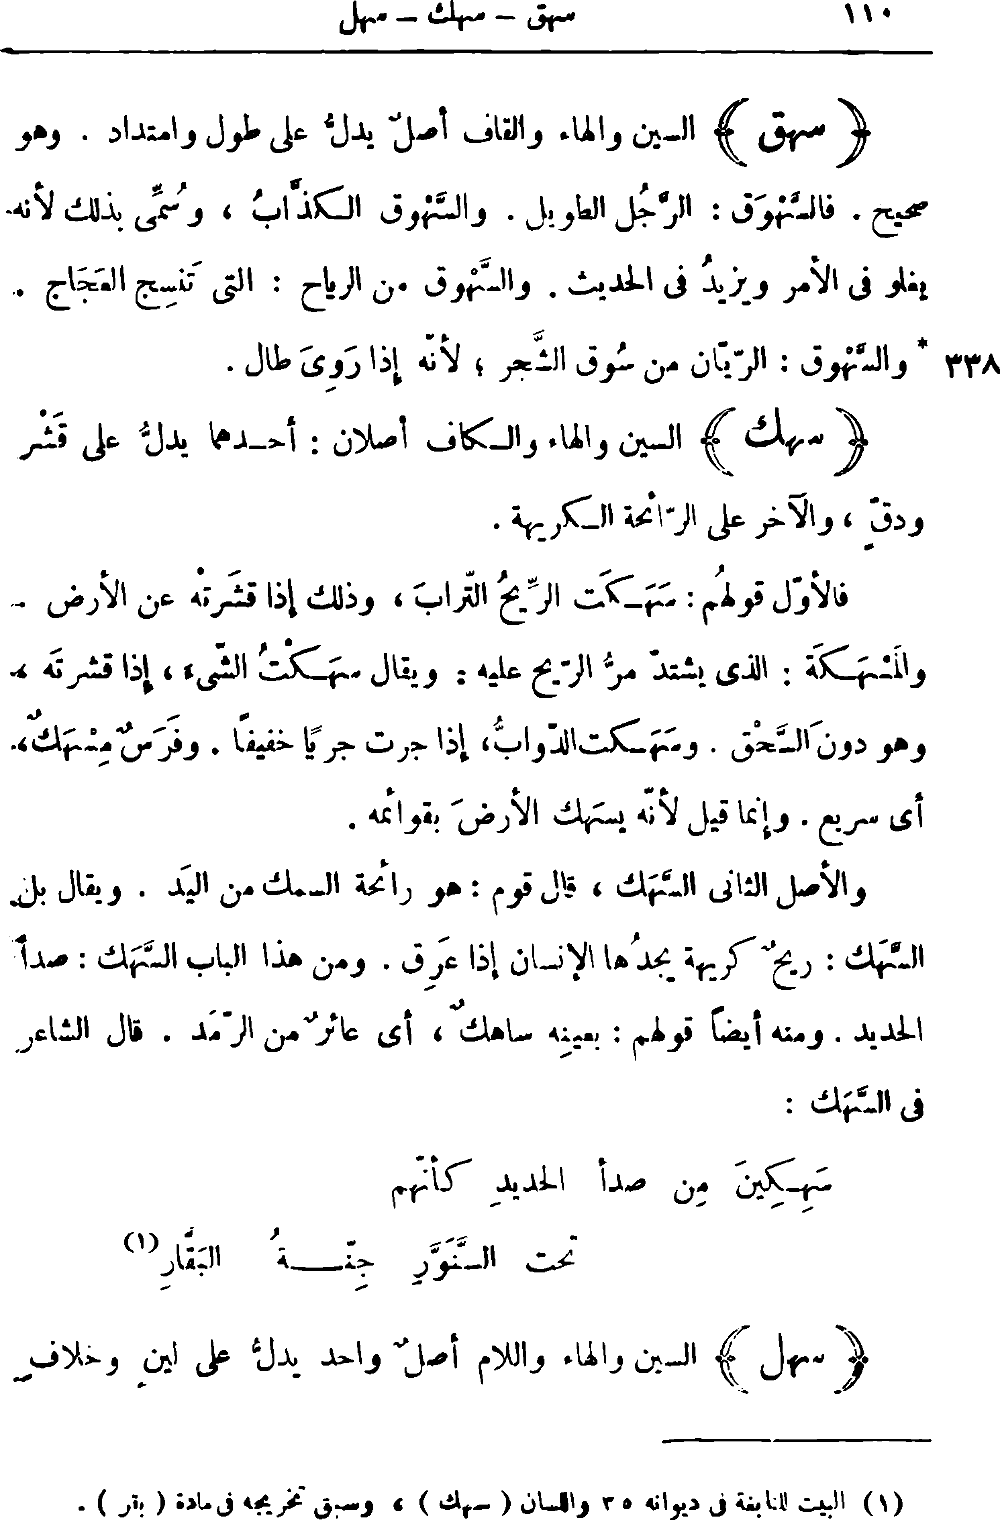 ١١٠ سهق – سهك – سهل
﴿ سهق ﴾ السين والهاء والقاف أصلٌ يدلُّ على طول وامتداد . وهو
صحيح . فالسَّهْوَق : الرَّجُل الطويل . والسَّهْوق الكذَّابُ ، وسُمِّى بذلك لأنه
يغلو فى الأمر ويزيدُ فى الحديث . والسَّهْوق من الرياح : التى تَنسِج العَجَاج .
٣٣٨ * والسَّهْوق : الريّان من سُوق الشَّجر ؛ لأنّه إذا رَوِىَ طال .
﴿ سهك ﴾ السين والهاء والكاف أصلان : أحدهما يدلُّ على قَشْر
ودقٍّ ، والآخر على الرّائحة الكريهة .
فالأوّل قولهُم : سَهَكَت الرِّيحُ التّرابَ ، وذلك إذا قشَرتْه عن الأرض .
والمَسْهَكَة : الذى يشتدّ مرُّ الرّيح عليه . ويقال سهَكْتُ الشّىء ، إذا قشرتَه ،
وهو دون السَّحْق . وسَهَكت الدّوابُّ، إذا جرت جريًا خفيفًا . وفَرَسٌ مِسْهَكٌ،
أى سريع . وإنما قيل لأنّه يسهَك الأرضَ بقوائمه .
والأصل الثانى السَّهَك ، قال قوم : هو رائحة السمك من اليَد . ويقال بل
السَّهَك : ريحٌ كريهة يجدُها الإنسان إذا عَرِق . ومن هذا الباب السَّهَك : صدأ
الحديد . ومنه أيضاً قولهم : بعينِه ساهكٌ ، أى عائرٌ من الرّمَد . قال الشاعر
فى السَّهَك :
سَهِكِينَ مِن صدأ الحديدِ كأنّهم
تحت السَّنَوَّرِ جِنّــةُ البَقَّارِ(١)
﴿ سهل ﴾ السين والهاء واللام أصلٌ واحد يدلُّ على لينٍ وخلافِ
(١) البيت للنابغة فى ديوانه ٣٥ واللسان ( سهك ) ، وسبق تخريجه فى مادة ( بقر ) .